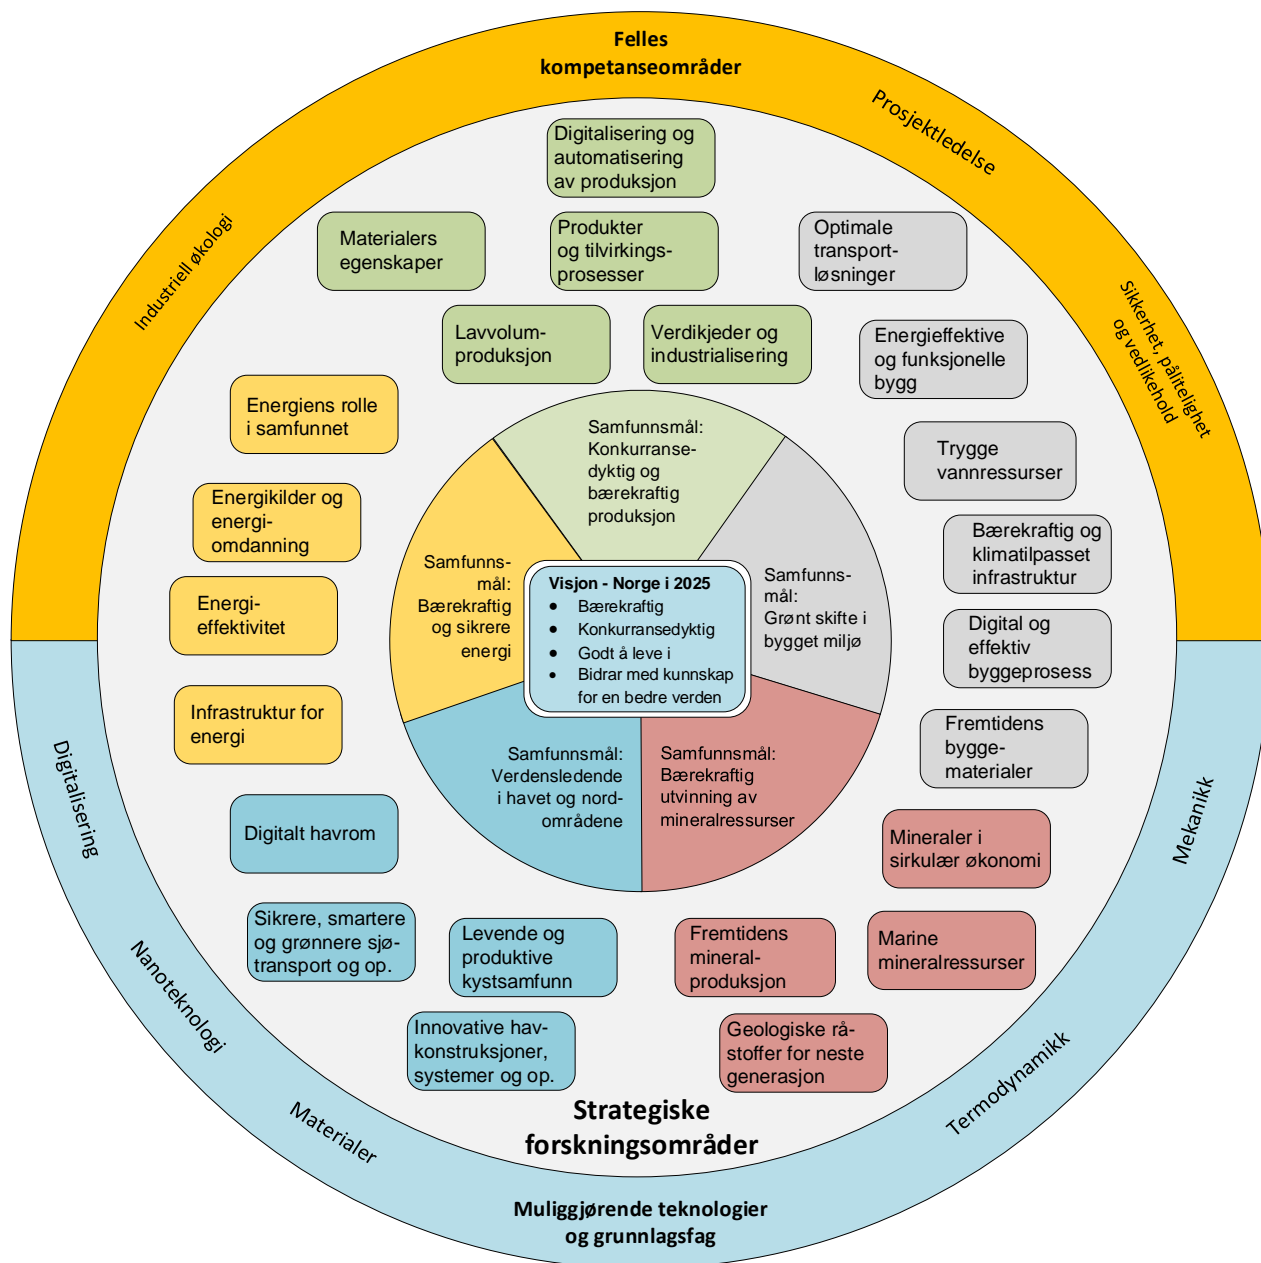 Felles
kompetanseområder
Prosjektledelse
Industriell økologi
Sikkerhet, pålitelighet
og vedlikehold
Digitalisering og
automatisering
av produksjon
Materialers
egenskaper
Produkter
og tilvirkings-
prosesser
Optimale
transport-
løsninger
Lavvolum-
produksjon
Verdikjeder og
industrialisering
Energieffektive
og funksjonelle
bygg
Energiens rolle
i samfunnet
Trygge
vannressurser
Energikilder og
energi-
omdanning
Bærekraftig og
klimatilpasset
infrastruktur
Energi-
effektivitet
Digital og
effektiv
byggeprosess
Infrastruktur for
energi
Fremtidens
bygge-
materialer
Samfunnsmål:
Konkurranse-
dyktig og
bærekraftig
produksjon
Samfunns-
mål:
Bærekraftig
og sikrere
energi
Visjon - Norge i 2025
• Bærekraftig
• Konkurransedyktig
• Godt å leve i
• Bidrar med kunnskap
for en bedre verden
Samfunns-
mål:
Grønt skifte i
bygget miljø
Samfunnsmål:
Verdensledende
i havet og nord-
områdene
Samfunnsmål:
Bærekraftig
utvinning av
mineralressurser
Digitalt havrom
Mineraler i
sirkulær økonomi
Sikrere, smartere
og grønnere sjø-
transport og op.
Levende og
produktive
kystsamfunn
Fremtidens
mineral-
produksjon
Marine
mineralressurser
Innovative hav-
konstruksjoner,
systemer og op.
Geologiske rå-
stoffer for neste
generasjon
Strategiske
forskningsområder
Digitalisering
Nanoteknologi
Materialer
Termodynamikk
Mekanikk
Muliggjørende teknologier
og grunnlagsfag